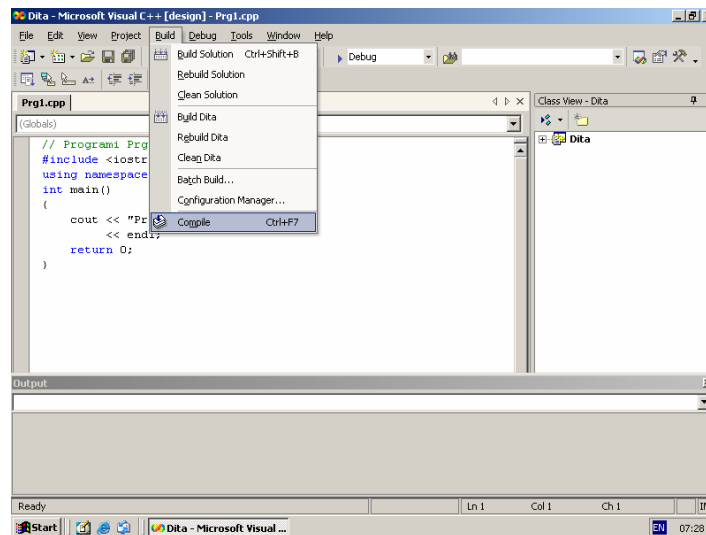 Dita - Microsoft Visual C++ [design] - Prg1.cpp
File Edit View Project Build Debug Tools Window Help
Debug
Build Solution Ctrl+Shift+B
Rebuild Solution
Clean Solution
Build Dita
Rebuild Dita
Clean Dita
Batch Build...
Configuration Manager...
Compile Ctrl+F7
Prg1.cpp
(Globals)
// Programi Prg
#include <iostr
using namespace
int main()
{
cout << "Pr
<< endl;
return 0;
}
Class View - Dita
Dita
Output
Ready Ln 1 Col 1 Ch 1
Start Dita - Microsoft Visual ... EN 07:28